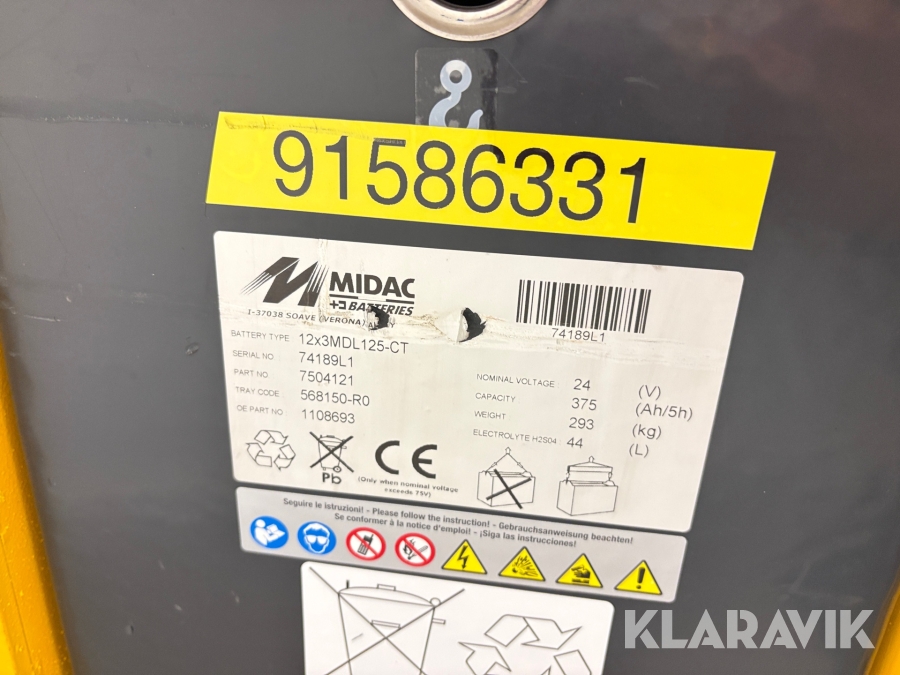 91586331
MIDAC
BATTERIES
I-37038 SOAVE (VERONA)
74189L1
BATTERY TYPE 12x3MDL125-CT
SERIAL NO 74189L1
PART NO 7504121
TRAY CODE 568150-R0
OE PART NO 1108693
NOMINAL VOLTAGE 24 (V)
CAPACITY 375 (Ah/5h)
WEIGHT 293 (kg)
ELECTROLYTE H2S04 44 (L)
Pb
CE
(Only when nominal voltage
exceeds 75V)
Seguire le istruzioni! - Please follow the instruction! - Gebrauchsanweisung beachten!
Se conformer à la notice d'emploi! - ¡Siga las instrucciones!
KLARAVIK